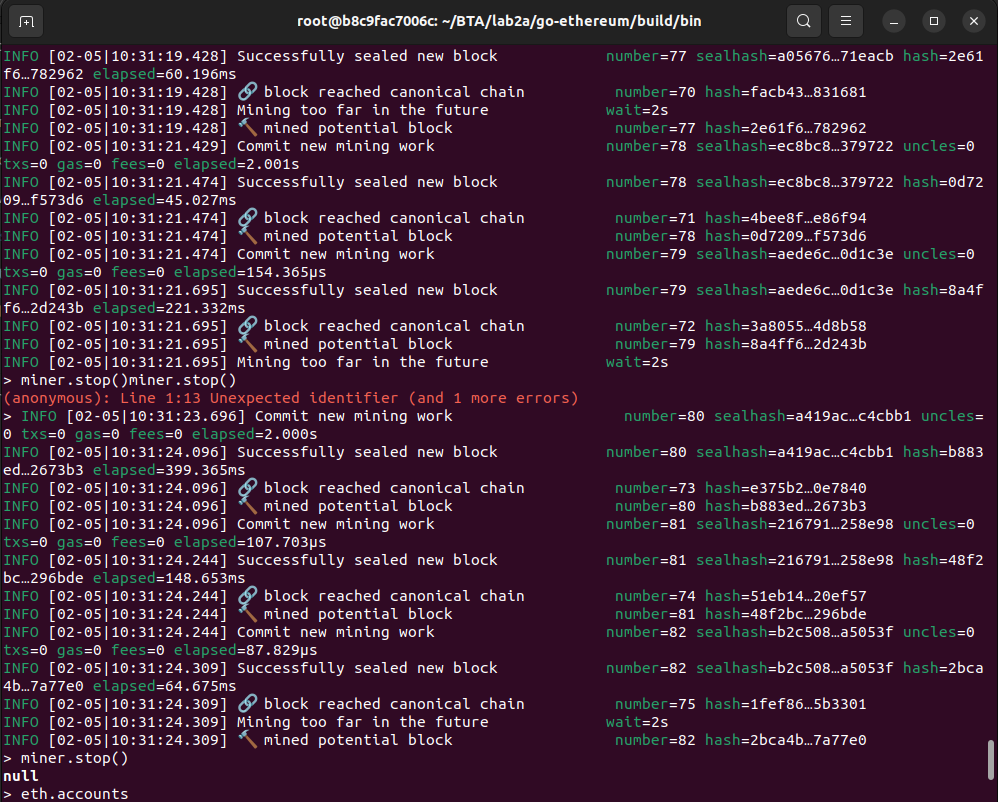 root@b8c9fac7006c: ~/BTA/lab2a/go-ethereum/build/bin
INFO [02-05|10:31:19.428] Successfully sealed new block number=77 sealhash=a05676…71eacb hash=2e61
f6…782962 elapsed=60.196ms
INFO [02-05|10:31:19.428] 🔗 block reached canonical chain number=70 hash=facb43…831681
INFO [02-05|10:31:19.428] Mining too far in the future wait=2s
INFO [02-05|10:31:19.428] 🔨 mined potential block number=77 hash=2e61f6…782962
INFO [02-05|10:31:21.429] Commit new mining work number=78 sealhash=ec8bc8…379722 uncles=0
txs=0 gas=0 fees=0 elapsed=2.001s
INFO [02-05|10:31:21.474] Successfully sealed new block number=78 sealhash=ec8bc8…379722 hash=0d72
09…f573d6 elapsed=45.027ms
INFO [02-05|10:31:21.474] 🔗 block reached canonical chain number=71 hash=4bee8f…e86f94
INFO [02-05|10:31:21.474] 🔨 mined potential block number=78 hash=0d7209…f573d6
INFO [02-05|10:31:21.474] Commit new mining work number=79 sealhash=aede6c…0d1c3e uncles=0
txs=0 gas=0 fees=0 elapsed=154.365µs
INFO [02-05|10:31:21.695] Successfully sealed new block number=79 sealhash=aede6c…0d1c3e hash=8a4f
f6…2d243b elapsed=221.332ms
INFO [02-05|10:31:21.695] 🔗 block reached canonical chain number=72 hash=3a8055…4d8b58
INFO [02-05|10:31:21.695] 🔨 mined potential block number=79 hash=8a4ff6…2d243b
INFO [02-05|10:31:21.695] Mining too far in the future wait=2s
> miner.stop()miner.stop()
(anonymous): Line 1:13 Unexpected identifier (and 1 more errors)
> INFO [02-05|10:31:23.696] Commit new mining work number=80 sealhash=a419ac…c4cbb1 uncles=
0 txs=0 gas=0 fees=0 elapsed=2.000s
INFO [02-05|10:31:24.096] Successfully sealed new block number=80 sealhash=a419ac…c4cbb1 hash=b883
ed…2673b3 elapsed=399.365ms
INFO [02-05|10:31:24.096] 🔗 block reached canonical chain number=73 hash=e375b2…0e7840
INFO [02-05|10:31:24.096] 🔨 mined potential block number=80 hash=b883ed…2673b3
INFO [02-05|10:31:24.096] Commit new mining work number=81 sealhash=216791…258e98 uncles=0
txs=0 gas=0 fees=0 elapsed=107.703µs
INFO [02-05|10:31:24.244] Successfully sealed new block number=81 sealhash=216791…258e98 hash=48f2
bc…296bde elapsed=148.653ms
INFO [02-05|10:31:24.244] 🔗 block reached canonical chain number=74 hash=51eb14…20ef57
INFO [02-05|10:31:24.244] 🔨 mined potential block number=81 hash=48f2bc…296bde
INFO [02-05|10:31:24.244] Commit new mining work number=82 sealhash=b2c508…a5053f uncles=0
txs=0 gas=0 fees=0 elapsed=87.829µs
INFO [02-05|10:31:24.309] Successfully sealed new block number=82 sealhash=b2c508…a5053f hash=2bca
4b…7a77e0 elapsed=64.675ms
INFO [02-05|10:31:24.309] 🔗 block reached canonical chain number=75 hash=1fef86…5b3301
INFO [02-05|10:31:24.309] Mining too far in the future wait=2s
INFO [02-05|10:31:24.309] 🔨 mined potential block number=82 hash=2bca4b…7a77e0
> miner.stop()
null
> eth.accounts